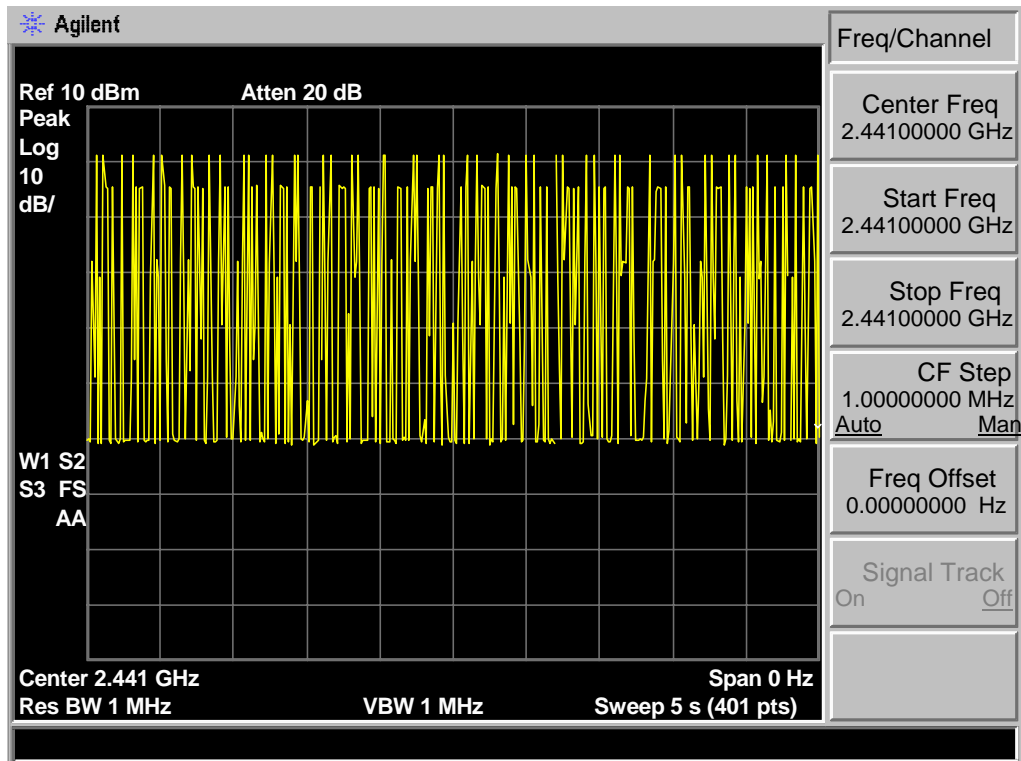 Agilent
Freq/Channel
Ref 10 dBm Atten 20 dB
Peak
Log
10
dB/
W1 S2
S3 FS
AA
Center 2.441 GHz Span 0 Hz
Res BW 1 MHz VBW 1 MHz Sweep 5 s (401 pts)
Center Freq
2.44100000 GHz
Start Freq
2.44100000 GHz
Stop Freq
2.44100000 GHz
CF Step
1.00000000 MHz
Auto Man
Freq Offset
0.00000000 Hz
Signal Track
On Off